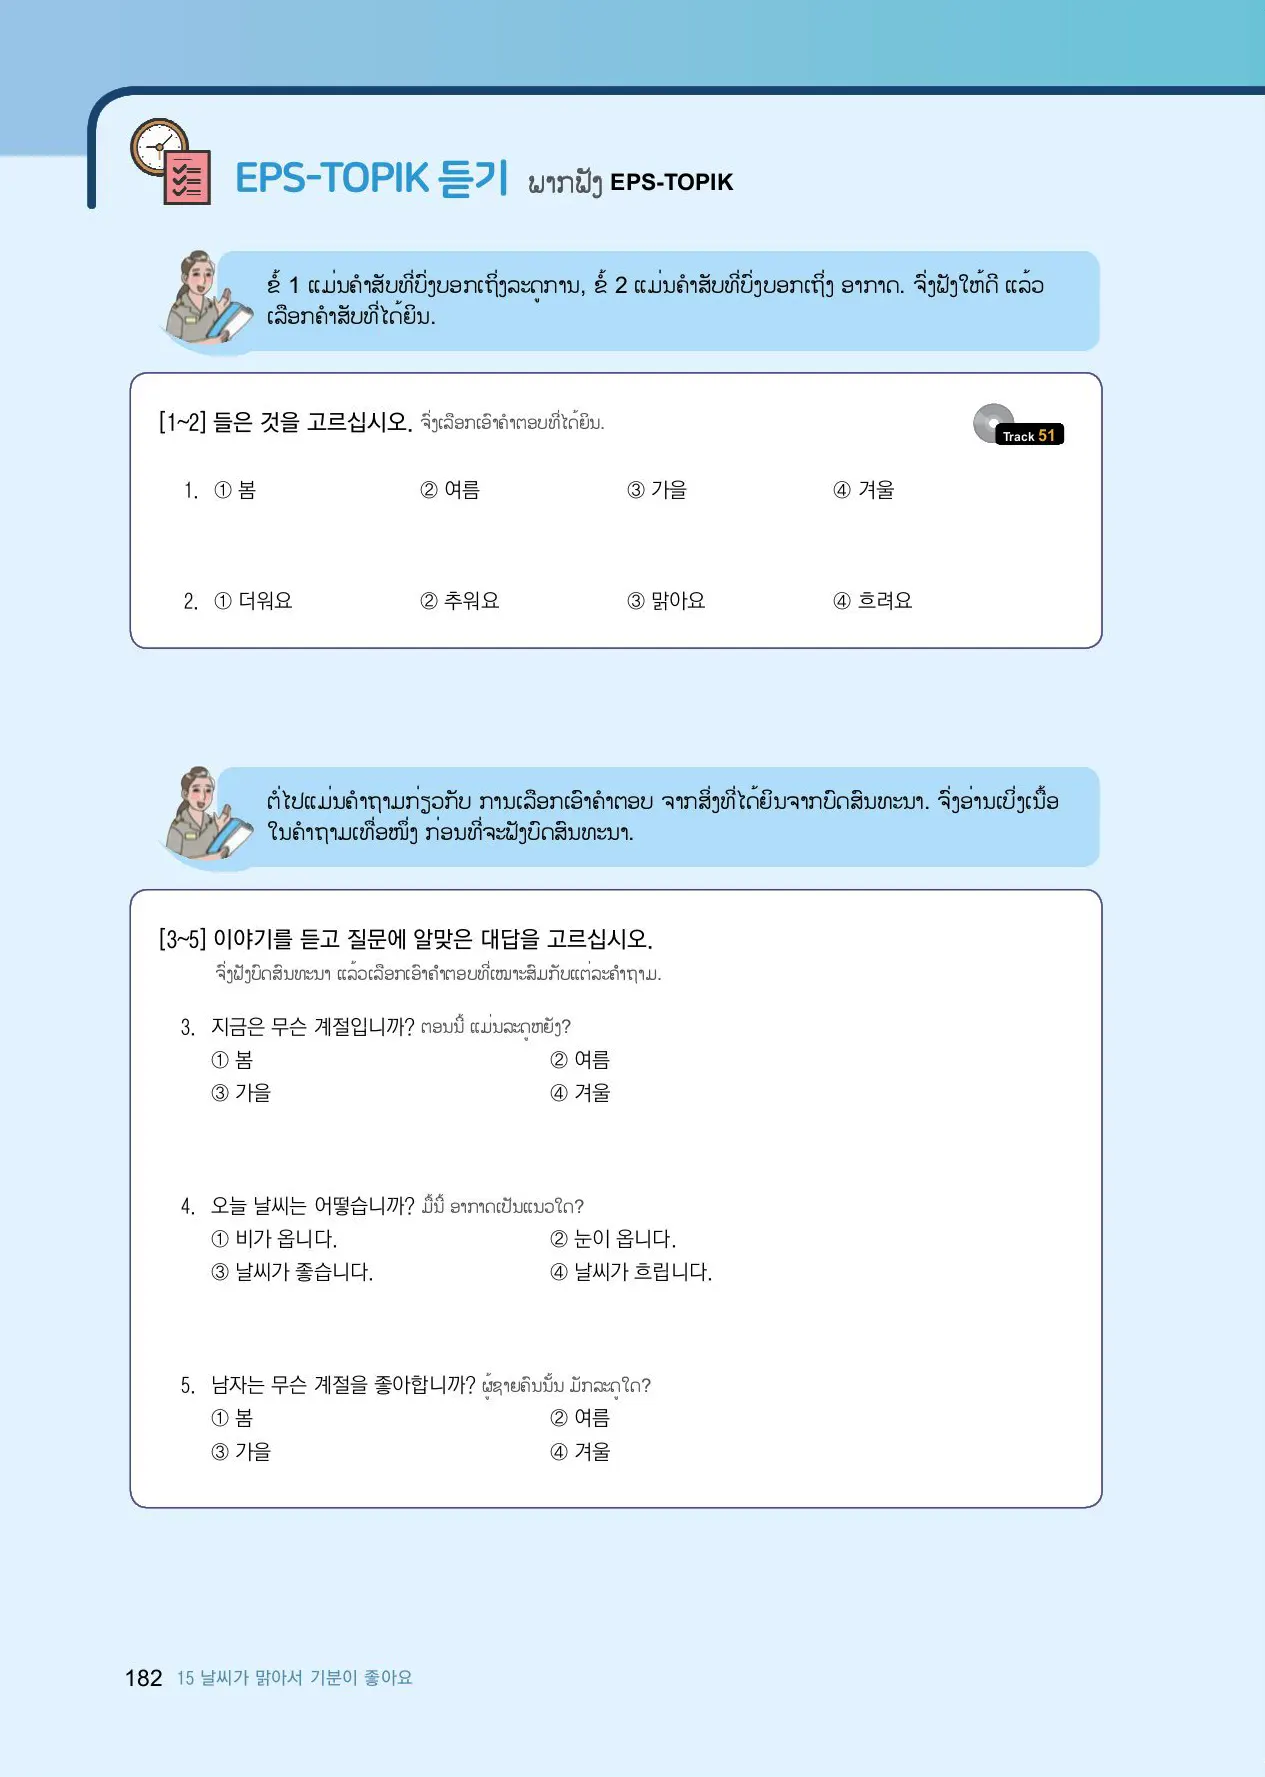 EPS-TOPIK 듣기 ພາກຟັງ EPS-TOPIK
ຂໍ້ 1 ແມ່ນຄຳສັບທີ່ບົ່ງບອກເຖິ່ງລະດູການ, ຂໍ້ 2 ແມ່ນຄຳສັບທີ່ບົ່ງບອກເຖິ່ງ ອາກາດ. ຈົ່ງຟັງໃຫ້ດີ ແລ້ວ
ເລືອກຄຳສັບທີ່ໄດ້ຍິນ.
[1~2] 들은 것을 고르십시오. ຈົ່ງເລືອກເອົາຄຳຕອບທີ່ໄດ້ຍິນ.
Track 51
1. ① 봄 ② 여름 ③ 가을 ④ 겨울
2. ① 더워요 ② 추워요 ③ 맑아요 ④ 흐려요
ຕໍ່ໄປແມ່ນຄຳຖາມກ່ຽວກັບ ການເລືອກເອົາຄຳຕອບ ຈາກສິ່ງທີ່ໄດ້ຍິນຈາກບົດສົນທະນາ. ຈົ່ງອ່ານເບິ່ງເນື້ອ
ໃນຄຳຖາມເທື່ອໜຶ່ງ ກ່ອນທີ່ຈະຟັງບົດສົນທະນາ.
[3~5] 이야기를 듣고 질문에 알맞은 대답을 고르십시오.
ຈົ່ງຟັງບົດສົນທະນາ ແລ້ວເລືອກເອົາຄຳຕອບທີ່ເໝາະສົມກັບແຕ່ລະຄຳຖາມ.
3. 지금은 무슨 계절입니까? ຕອນນີ້ ແມ່ນລະດູຫຍັງ?
① 봄 ② 여름
③ 가을 ④ 겨울
4. 오늘 날씨는 어떻습니까? ມື້ນີ້ ອາກາດເປັນແນວໃດ?
① 비가 옵니다. ② 눈이 옵니다.
③ 날씨가 좋습니다. ④ 날씨가 흐립니다.
5. 남자는 무슨 계절을 좋아합니까? ຜູ້ຊາຍຄົນນັ້ນ ມັກລະດູໃດ?
① 봄 ② 여름
③ 가을 ④ 겨울
182 15 날씨가 맑아서 기분이 좋아요